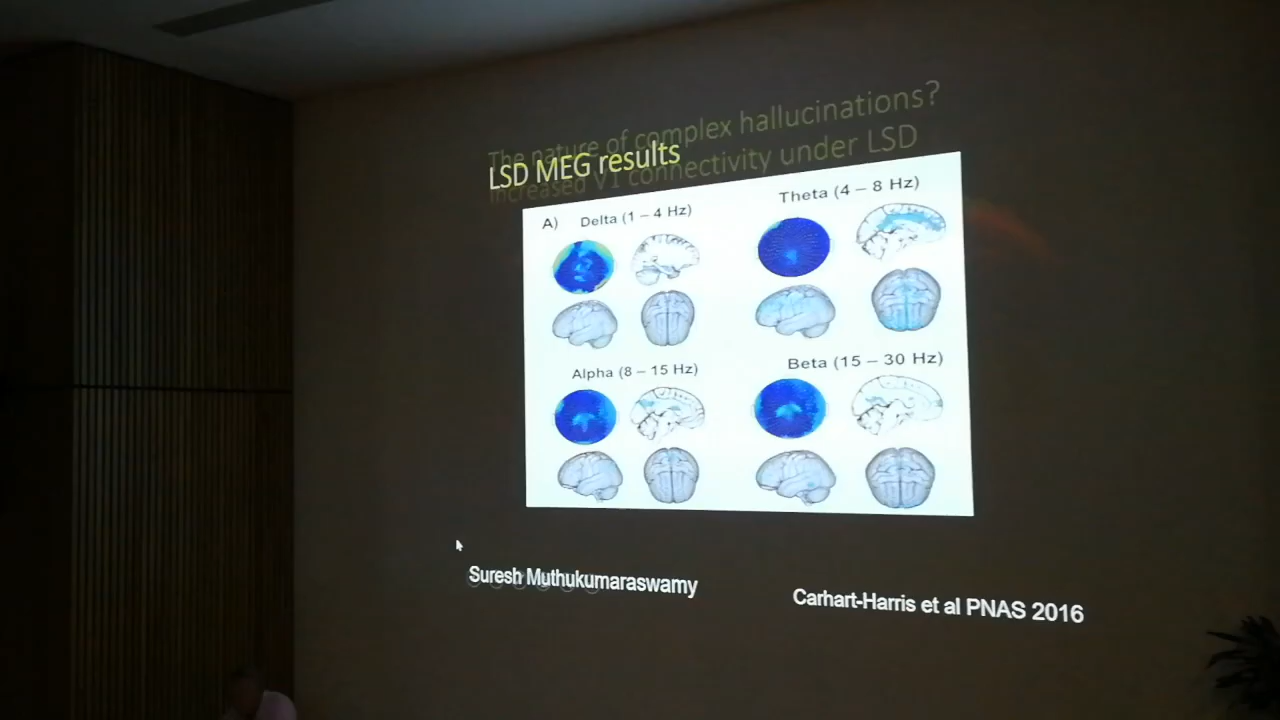 The nature of complex hallucinations?
LSD MEG results
Increased V1 connectivity under LSD
A) Delta (1 – 4 Hz)
Theta (4 – 8 Hz)
Alpha (8 – 15 Hz)
Beta (15 – 30 Hz)
Suresh Muthukumaraswamy
Carhart-Harris et al PNAS 2016